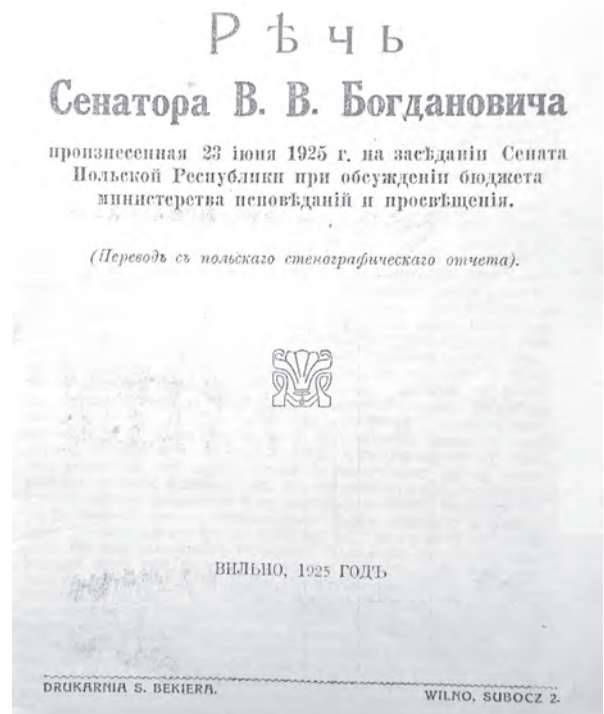 Рѣчь
Сенатора В. В. Богдановича
произнесенная 23 іюня 1925 г. на засѣданіи Сената
Польской Республики при обсужденіи бюджета
министерства исповѣданій и просвѣщенія.
(Переводъ съ польскаго стенографическаго отчета).
ВИЛЬНО, 1925 ГОДЪ
DRUKARNIA S. BEKIERA.
WILNO, SUBOCZ 2.